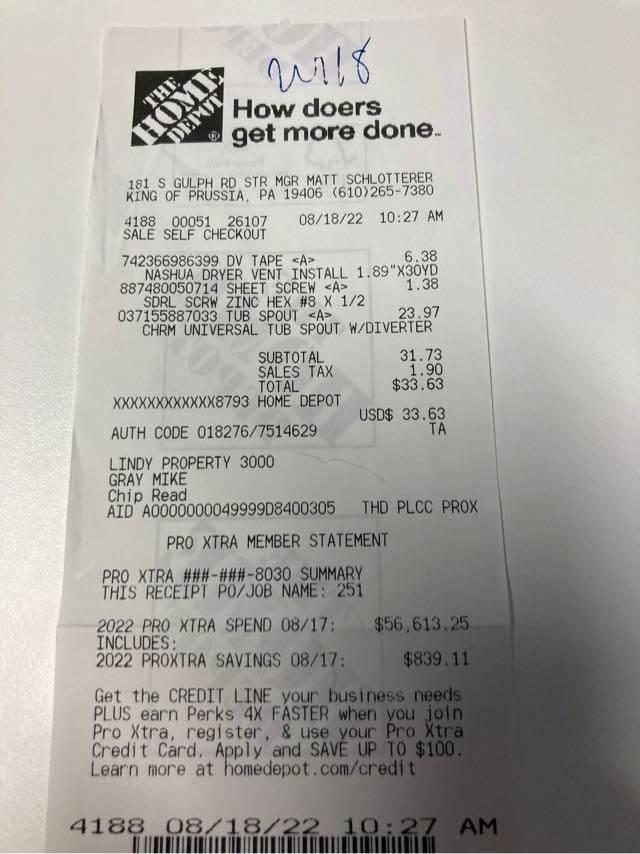 THE
HOME
DEPOT
®
How doers
get more done™
181 S GULPH RD STR MGR MATT SCHLOTTERER
KING OF PRUSSIA, PA 19406 (610)265-7380
4188 00051 26107 08/18/22 10:27 AM
SALE SELF CHECKOUT
742366986399 DV TAPE <A> 6.38
NASHUA DRYER VENT INSTALL 1.89"X30YD
887480050714 SHEET SCREW <A> 1.38
SDRL SCRW ZINC HEX #8 X 1/2
037155887033 TUB SPOUT <A> 23.97
CHRM UNIVERSAL TUB SPOUT W/DIVERTER
SUBTOTAL 31.73
SALES TAX 1.90
TOTAL $33.63
XXXXXXXXXXXX8793 HOME DEPOT
USD$ 33.63
AUTH CODE 018276/7514629 TA
LINDY PROPERTY 3000
GRAY MIKE
Chip Read
AID A0000000049999D8400305 THD PLCC PROX
PRO XTRA MEMBER STATEMENT
PRO XTRA ###-###-8030 SUMMARY
THIS RECEIPT PO/JOB NAME: 251
2022 PRO XTRA SPEND 08/17: $56,613.25
INCLUDES:
2022 PROXTRA SAVINGS 08/17: $839.11
Get the CREDIT LINE your business needs
PLUS earn Perks 4X FASTER when you join
Pro Xtra, register, & use your Pro Xtra
Credit Card. Apply and SAVE UP TO $100.
Learn more at homedepot.com/credit
4188 08/18/22 10:27 AM